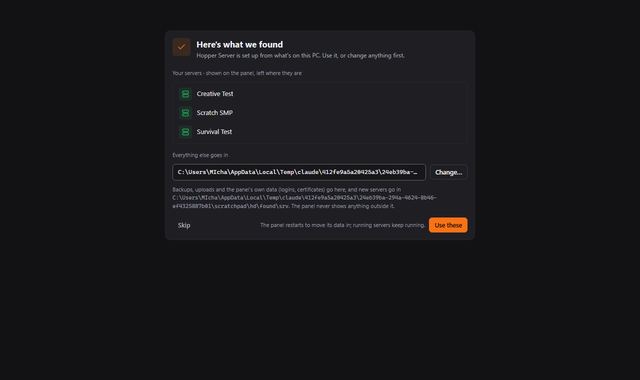 Here's what we found
Hopper Server is set up from what's on this PC. Use it, or change anything first.
Your servers · shown on the panel, left where they are
Creative Test
Scratch SMP
Survival Test
Everything else goes in
C:\Users\MIcha\AppData\Local\Temp\claude\412fe9a5a20425a3\24eb39ba-…
Change...
Backups, uploads and the panel's own data (logins, certificates) go here, and new servers go in
C:\Users\MIcha\AppData\Local\Temp\claude\412fe9a5a20425a3\24eb39ba-294a-4624-8b46-
ef4325887b01\scratchpad\hd\found\srv. The panel never shows anything outside it.
Skip
The panel restarts to move its data in; running servers keep running.
Use these